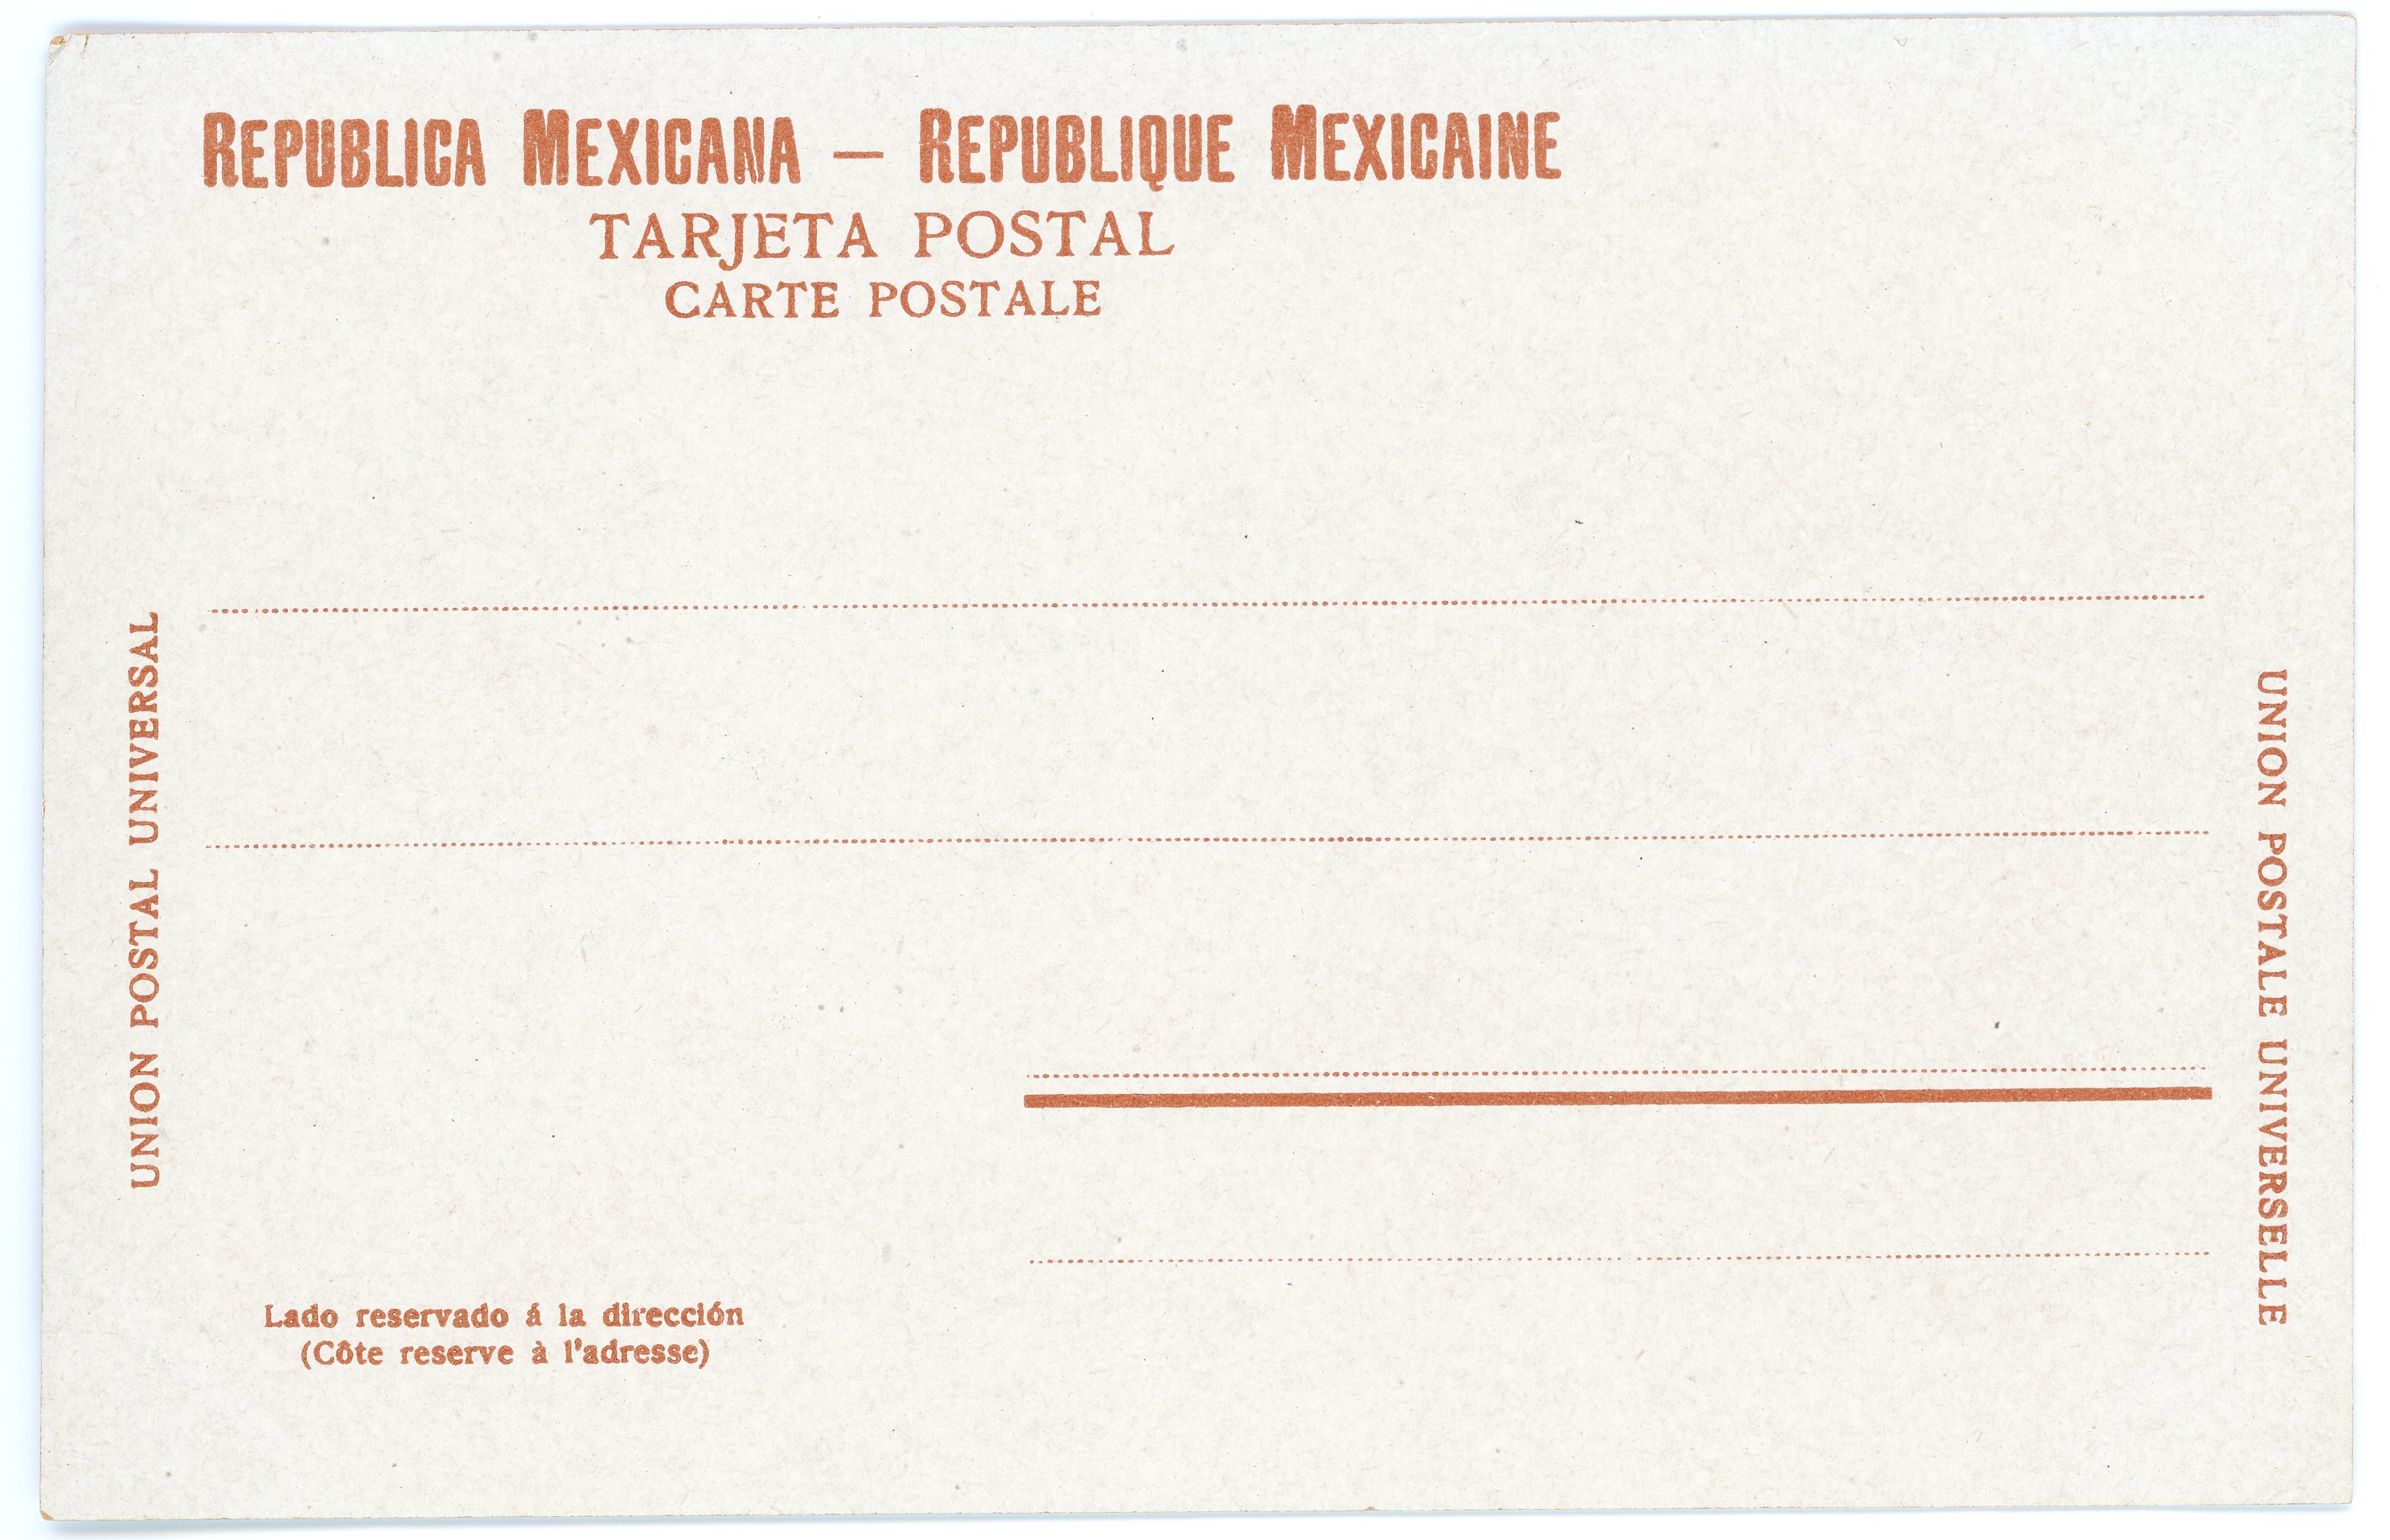 REPUBLICA MEXICANA — REPUBLIQUE MEXICAINE
TARJETA POSTAL
CARTE POSTALE
UNION POSTAL UNIVERSAL
UNION POSTALE UNIVERSELLE
Lado reservado á la dirección
(Côte reserve à l'adresse)